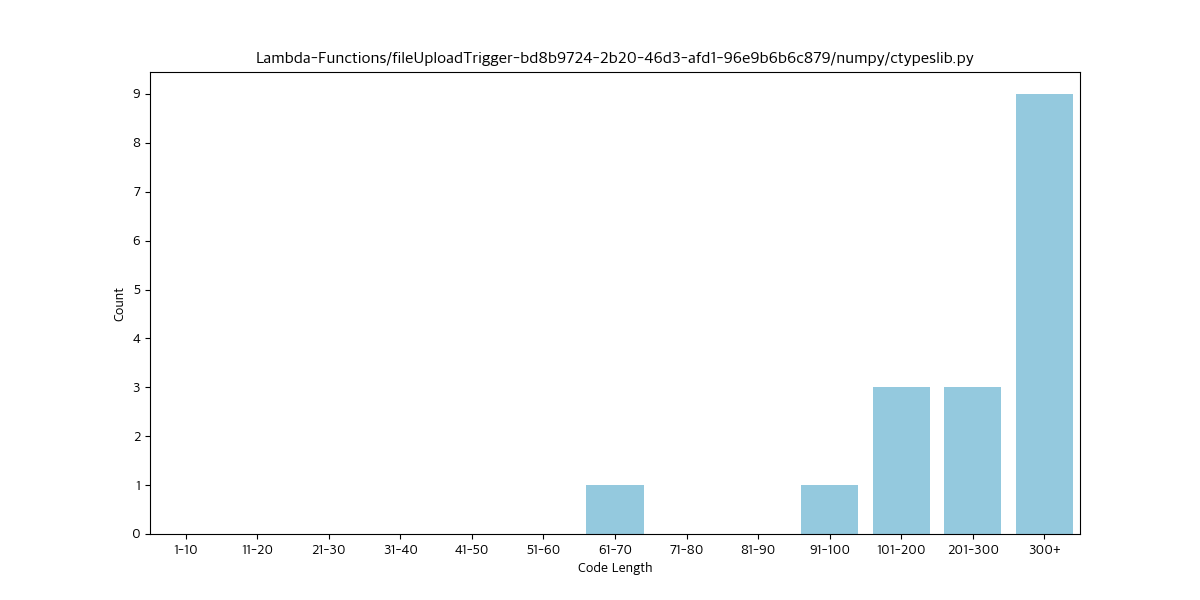 Lambda-Functions/fileUploadTrigger-bd8b9724-2b20-46d3-afd1-96e9b6b6c879/numpy/ctypeslib.py
9
8
7
6
5
4
3
2
1
0
Count
1-10 11-20 21-30 31-40 41-50 51-60 61-70 71-80 81-90 91-100 101-200 201-300 300+
Code Length